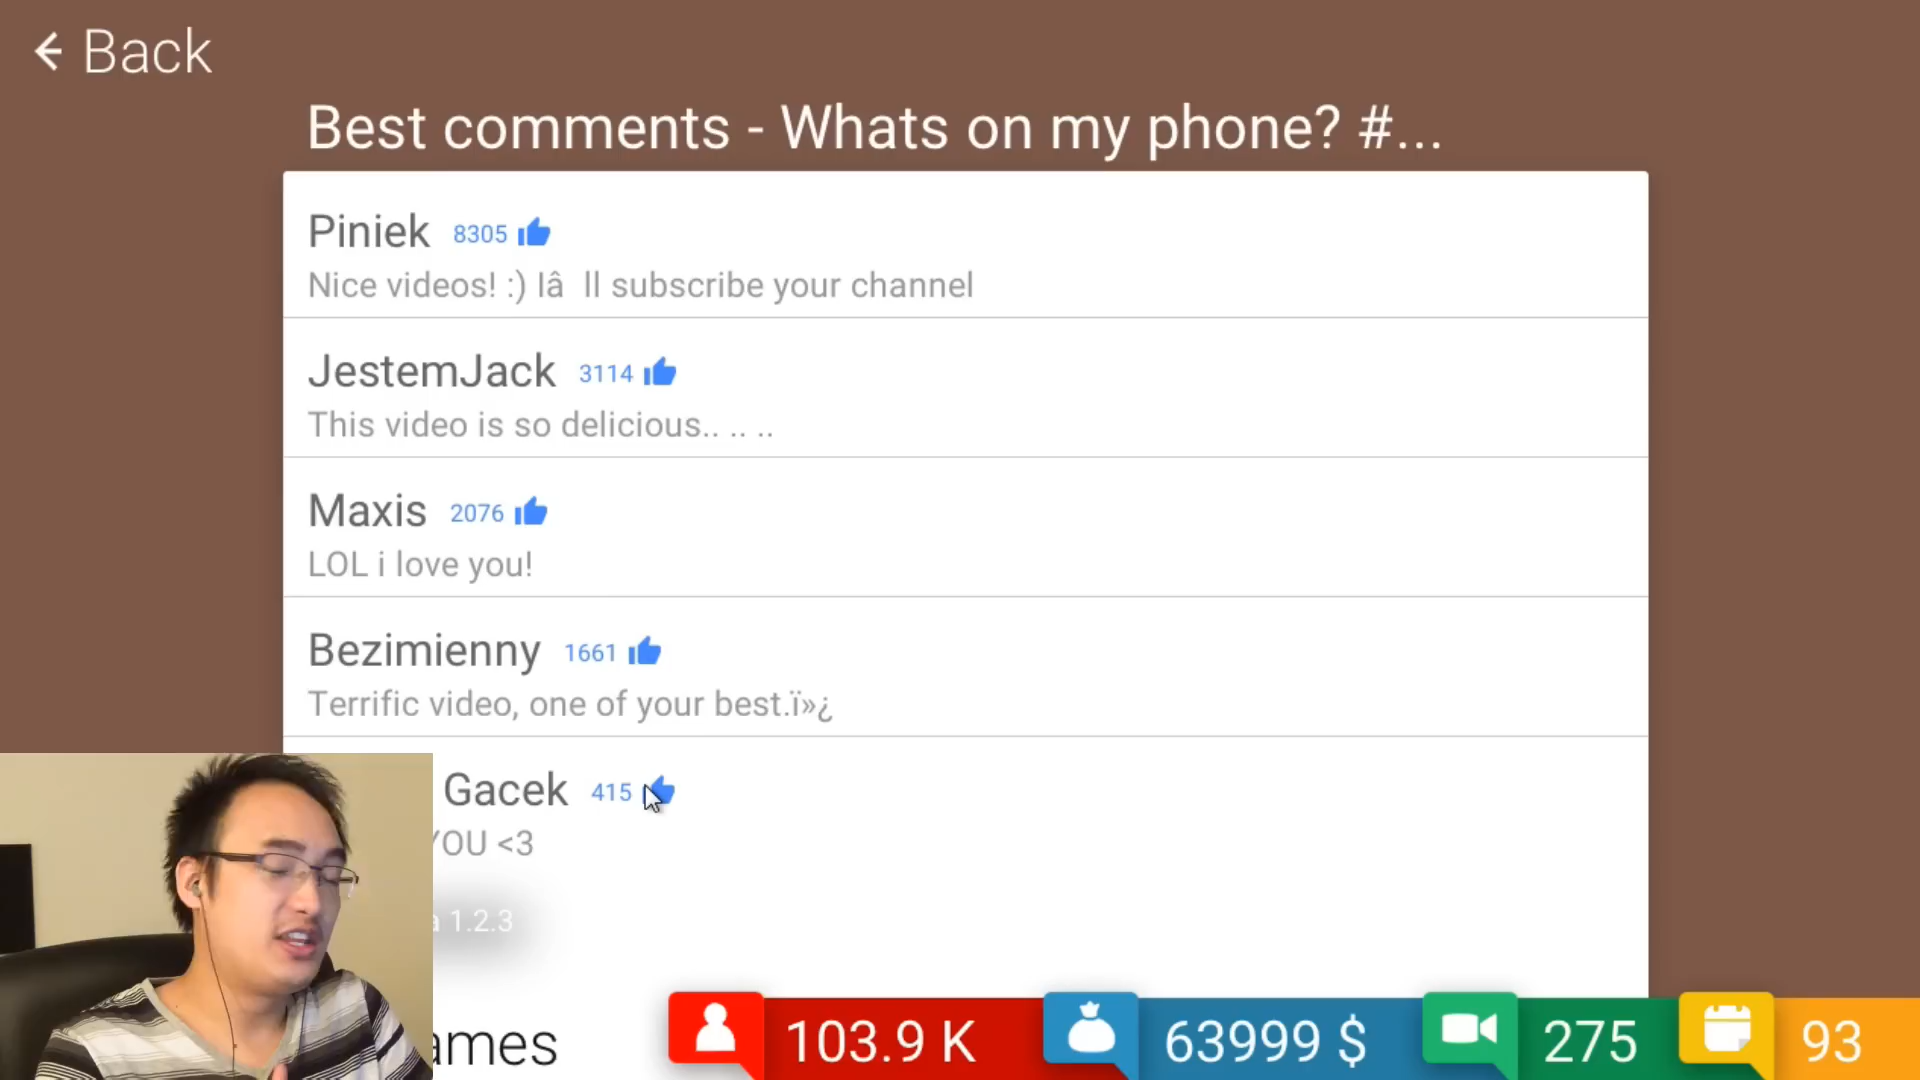 Back
Best comments - Whats on my phone? #...
Piniek 8305
Nice videos! :) Iâ ll subscribe your channel
JestemJack 3114
This video is so delicious.. .. ..
Maxis 2076
LOL i love you!
Bezimienny 1661
Terrific video, one of your best.ï»¿
Gacek 415
YOU <3
a 1.2.3
ames
103.9 K
63999 $
275
93